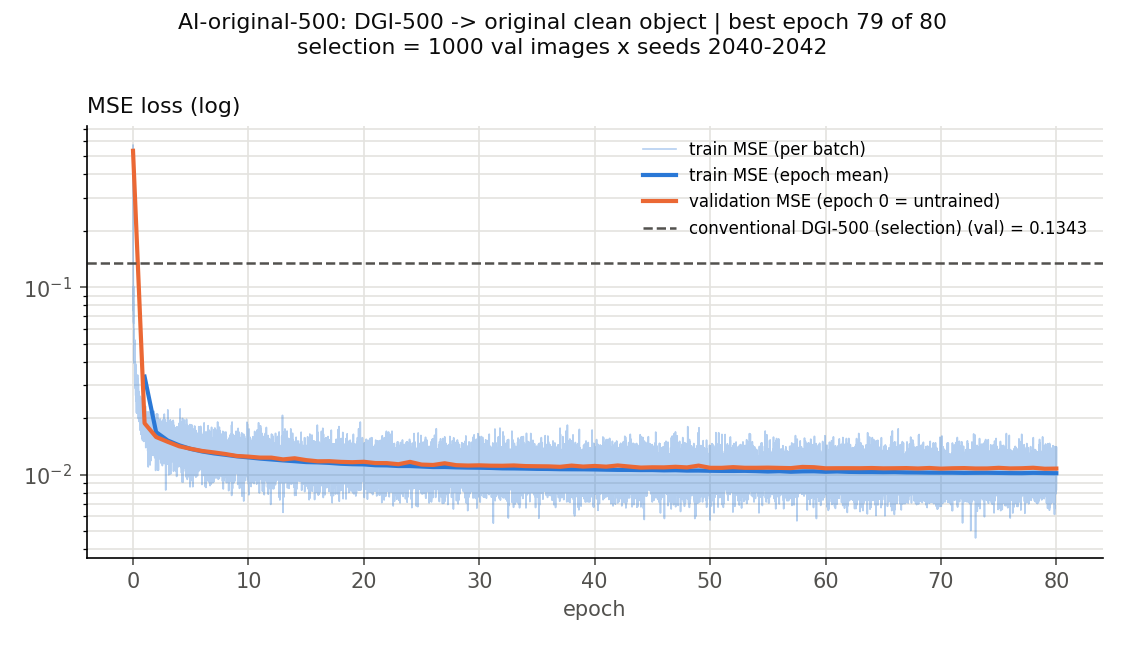 AI-original-500: DGI-500 -> original clean object | best epoch 79 of 80
selection = 1000 val images x seeds 2040-2042
MSE loss (log)
train MSE (per batch)
train MSE (epoch mean)
validation MSE (epoch 0 = untrained)
conventional DGI-500 (selection) (val) = 0.1343
10⁻¹
10⁻²
0 10 20 30 40 50 60 70 80
epoch